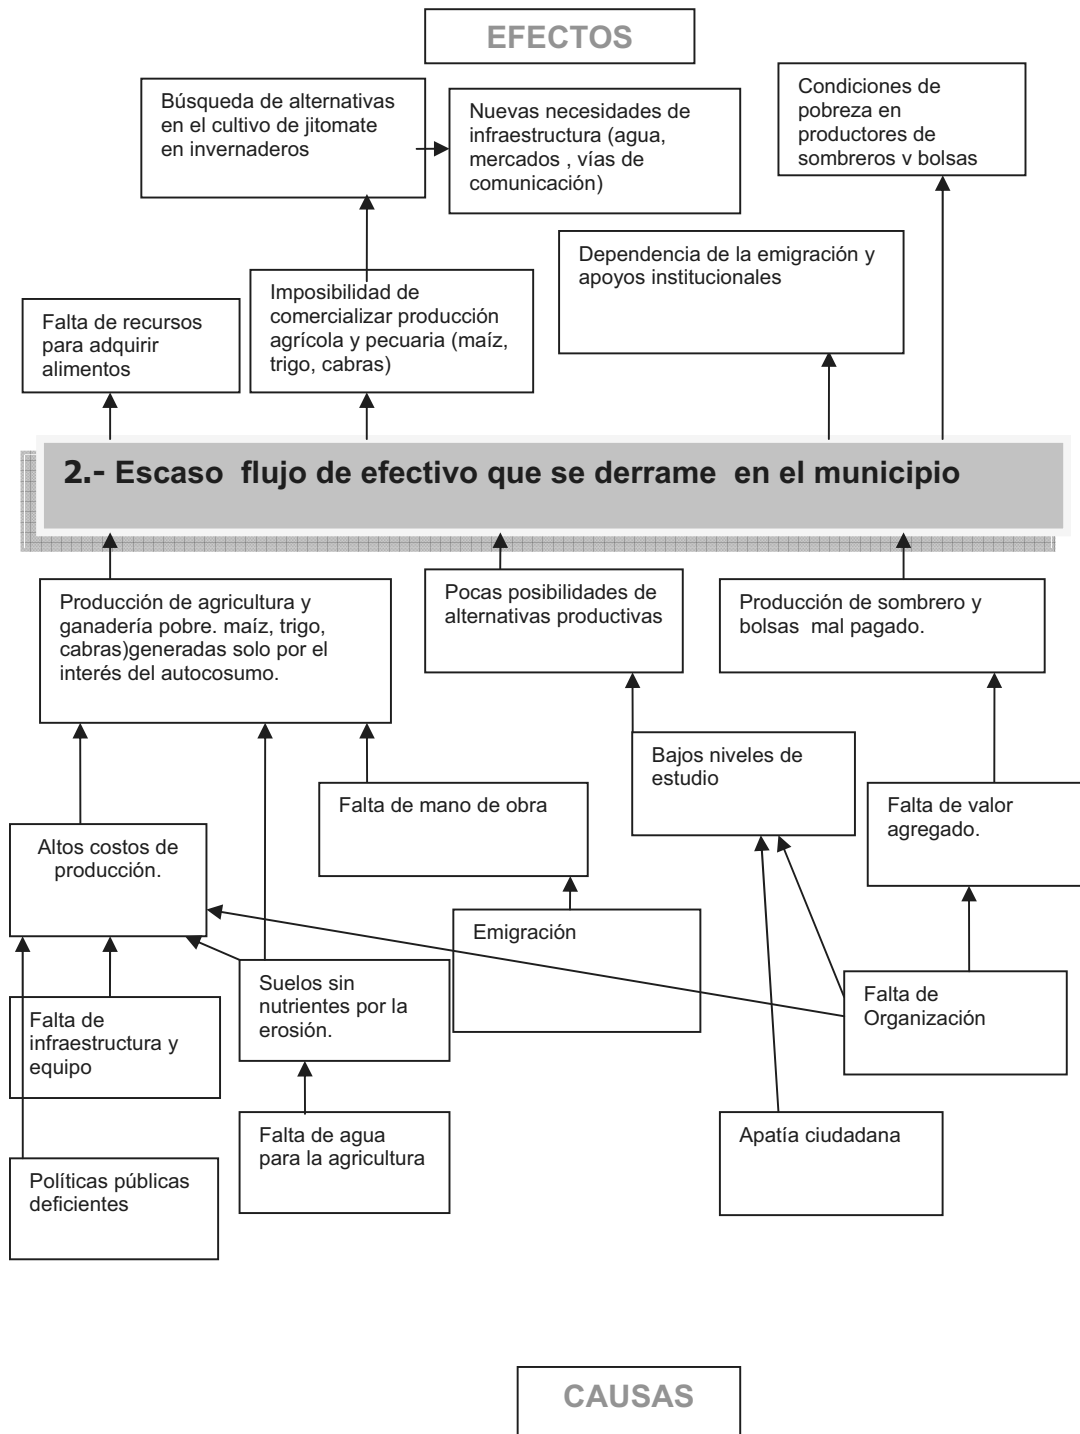 EFECTOS
Búsqueda de alternativas
en el cultivo de jitomate
en invernaderos
Nuevas necesidades de
infraestructura (agua,
mercados , vías de
comunicación)
Condiciones de
pobreza en
productores de
sombreros y bolsas
Dependencia de la emigración y
apoyos institucionales
Imposibilidad de
comercializar producción
agrícola y pecuaria (maíz,
trigo, cabras)
Falta de recursos
para adquirir
alimentos
2.- Escaso flujo de efectivo que se derrame en el municipio
Producción de agricultura y
ganadería pobre. maíz, trigo,
cabras)generadas solo por el
interés del autocosumo.
Pocas posibilidades de
alternativas productivas
Producción de sombrero y
bolsas mal pagado.
Bajos niveles de
estudio
Falta de mano de obra
Falta de valor
agregado.
Altos costos de
producción.
Emigración
Suelos sin
nutrientes por la
erosión.
Falta de
Organización
Falta de
infraestructura y
equipo
Falta de agua
para la agricultura
Apatía ciudadana
Políticas públicas
deficientes
CAUSAS